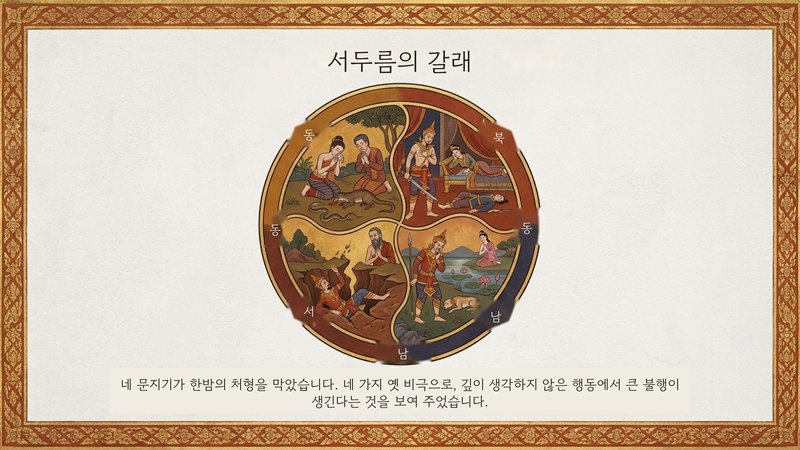 서두름의 갈래
동
북
동
동
서
남
남
네 문지기가 한밤의 처형을 막았습니다. 네 가지 옛 비극으로, 깊이 생각하지 않은 행동에서 큰 불행이
생긴다는 것을 보여 주었습니다.